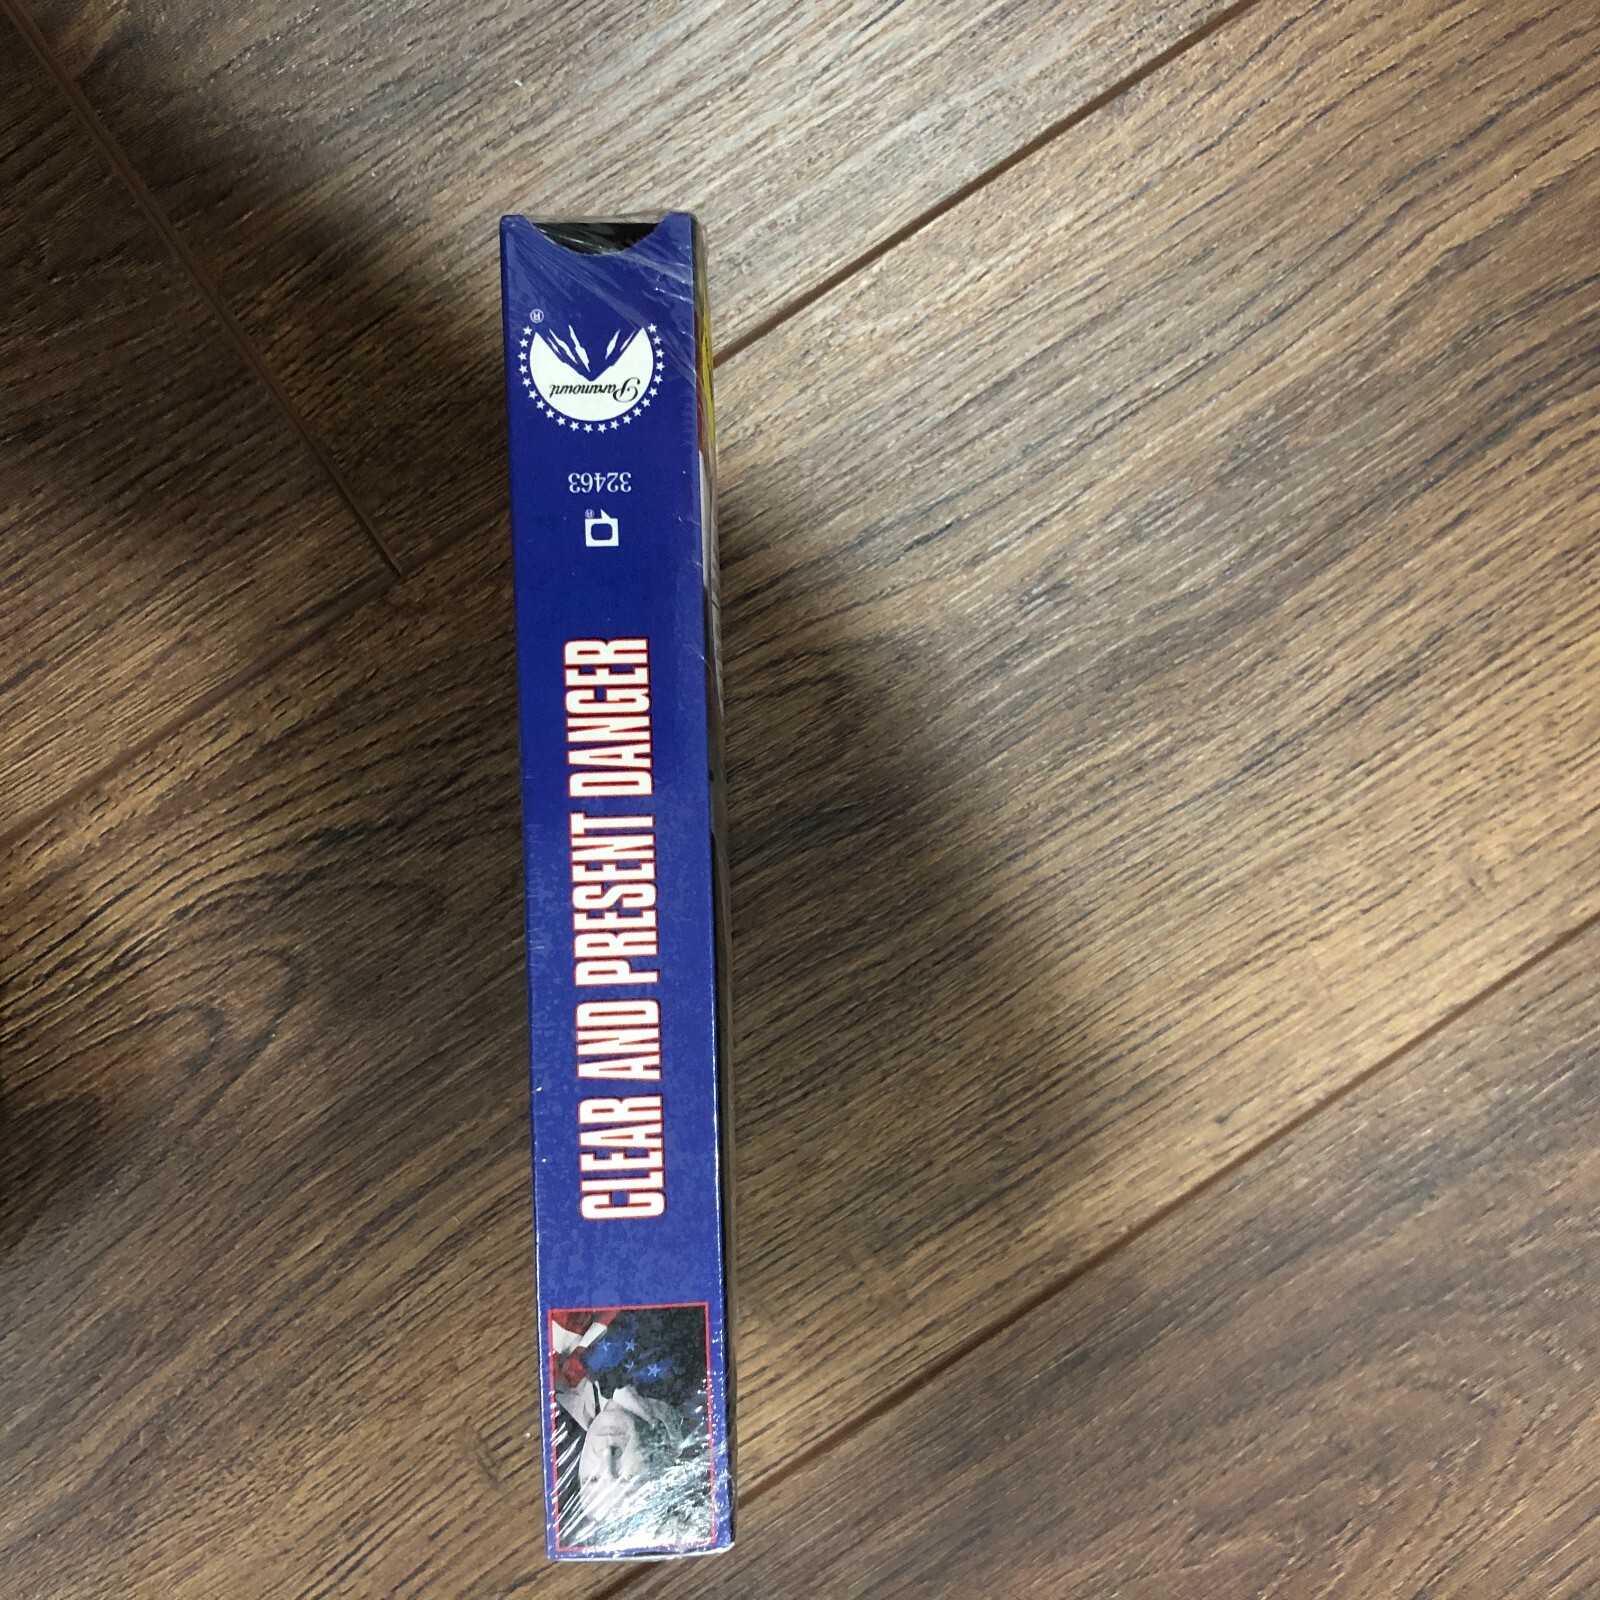 Paramount
®
32463
®
CLEAR AND PRESENT DANGER